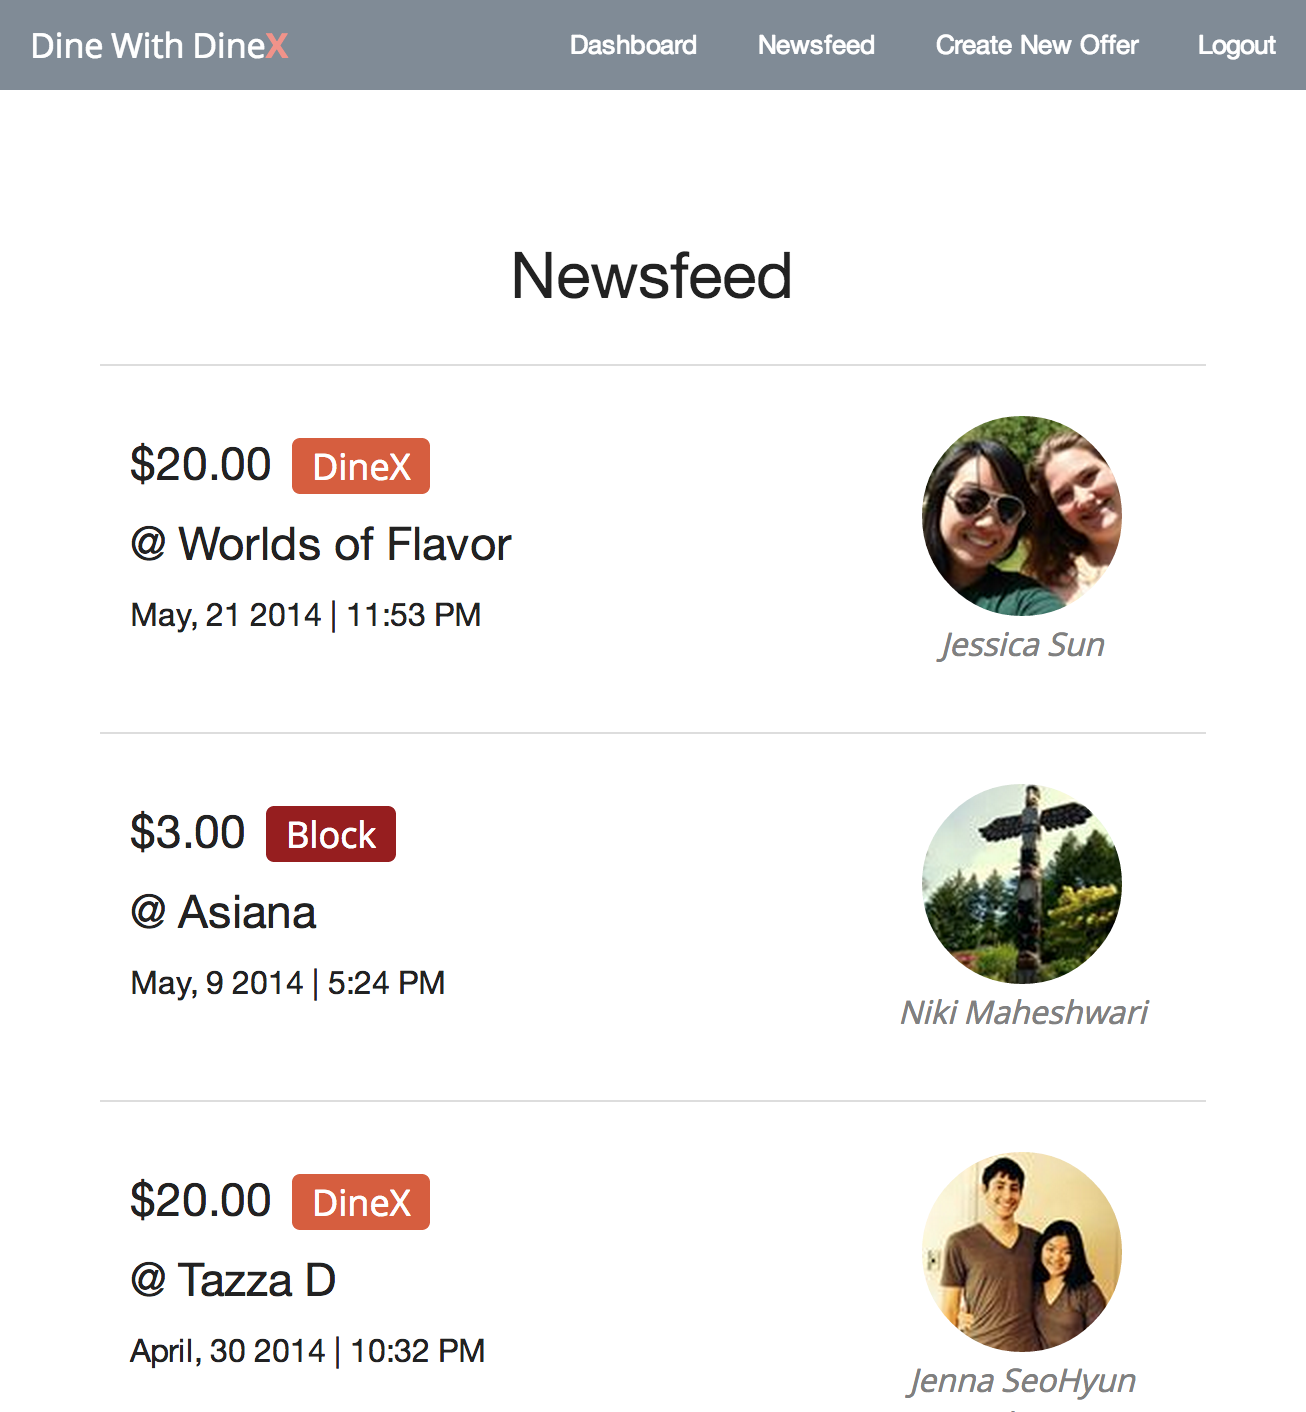 Dine With DineX Dashboard Newsfeed Create New Offer Logout
Newsfeed
$20.00 DineX
@ Worlds of Flavor
May, 21 2014 | 11:53 PM
Jessica Sun
$3.00 Block
@ Asiana
May, 9 2014 | 5:24 PM
Niki Maheshwari
$20.00 DineX
@ Tazza D
April, 30 2014 | 10:32 PM
Jenna SeoHyun